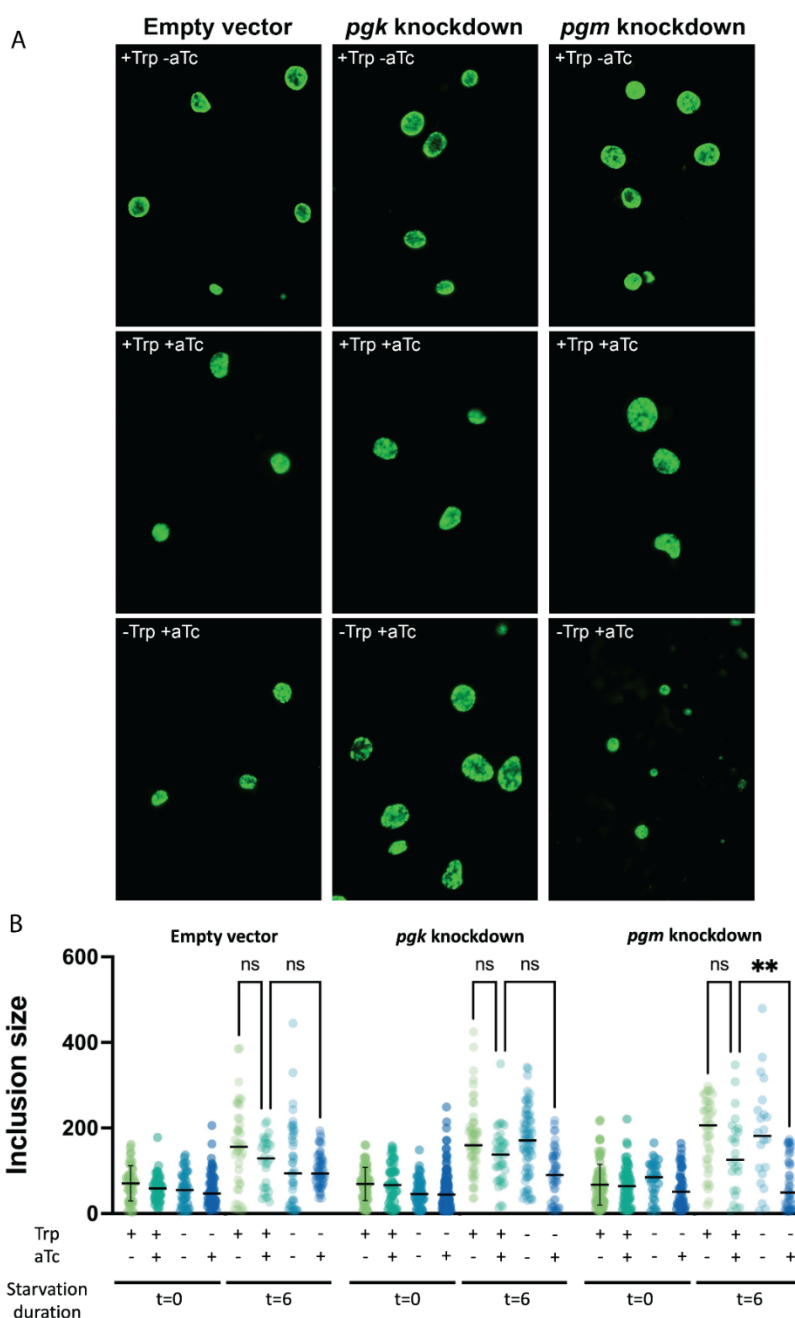 A
Empty vector pgk knockdown pgm knockdown
+Trp -aTc +Trp -aTc +Trp -aTc
+Trp +aTc +Trp +aTc +Trp +aTc
-Trp +aTc -Trp +aTc -Trp +aTc
B
Empty vector pgk knockdown pgm knockdown
ns ns ns ns ns **
600
400
200
0
Inclusion size
Trp + + - - + + - - + + - - + + - - + + - - + + - -
aTc - + - + - + - + - + - + - + - + - + - + - + - +
Starvation duration t=0 t=6 t=0 t=6 t=0 t=6